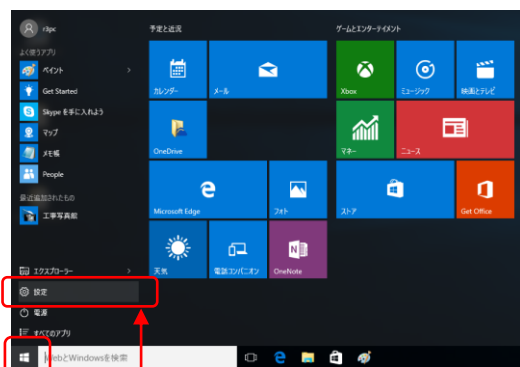 r3pc
よく使うアプリ
ペイント
Get Started
Skype を手に入れよう
マップ
メモ帳
People
最近追加されたもの
工事写真館
エクスプローラー
設定
電源
すべてのアプリ
WebとWindowsを検索
予定と近況
カレンダー
メール
OneDrive
Microsoft Edge
フォト
天気
電話コンパニオン
OneNote
ゲームとエンターテイメント
Xbox
ミュージック
映画とテレビ
マネー
ニュース
ストア
Get Office